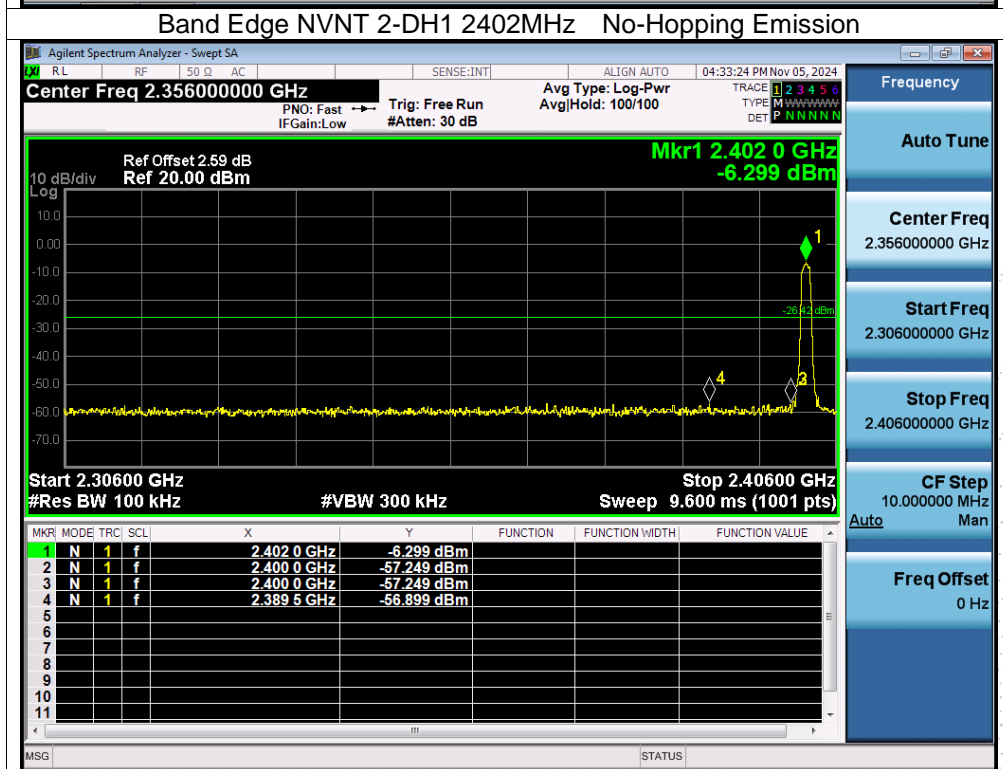 Band Edge NVNT 2-DH1 2402MHz No-Hopping Emission
Agilent Spectrum Analyzer - Swept SA
LXI RL RF 50 Ω AC SENSE:INT ALIGN AUTO 04:33:24 PM Nov 05, 2024
Center Freq 2.356000000 GHz
PNO: Fast
IFGain:Low
Trig: Free Run
#Atten: 30 dB
Avg Type: Log-Pwr
Avg|Hold: 100/100
TRACE 1 2 3 4 5 6
TYPE M WWWWW
DET P N N N N N
Ref Offset 2.59 dB
Ref 20.00 dBm
10 dB/div
Log
Mkr1 2.402 0 GHz
-6.299 dBm
10.0
0.00
-10.0
-20.0
-30.0
-40.0
-50.0
-60.0
-70.0
1
-26.42 dBm
4
3
Start 2.30600 GHz
Stop 2.40600 GHz
#Res BW 100 kHz
#VBW 300 kHz
Sweep 9.600 ms (1001 pts)
MKR MODE TRC SCL X Y FUNCTION FUNCTION WIDTH FUNCTION VALUE
1 N 1 f 2.402 0 GHz -6.299 dBm
2 N 1 f 2.400 0 GHz -57.249 dBm
3 N 1 f 2.400 0 GHz -57.249 dBm
4 N 1 f 2.389 5 GHz -56.899 dBm
5
6
7
8
9
10
11
MSG
STATUS
Frequency
Auto Tune
Center Freq
2.356000000 GHz
Start Freq
2.306000000 GHz
Stop Freq
2.406000000 GHz
CF Step
10.000000 MHz
Auto Man
Freq Offset
0 Hz